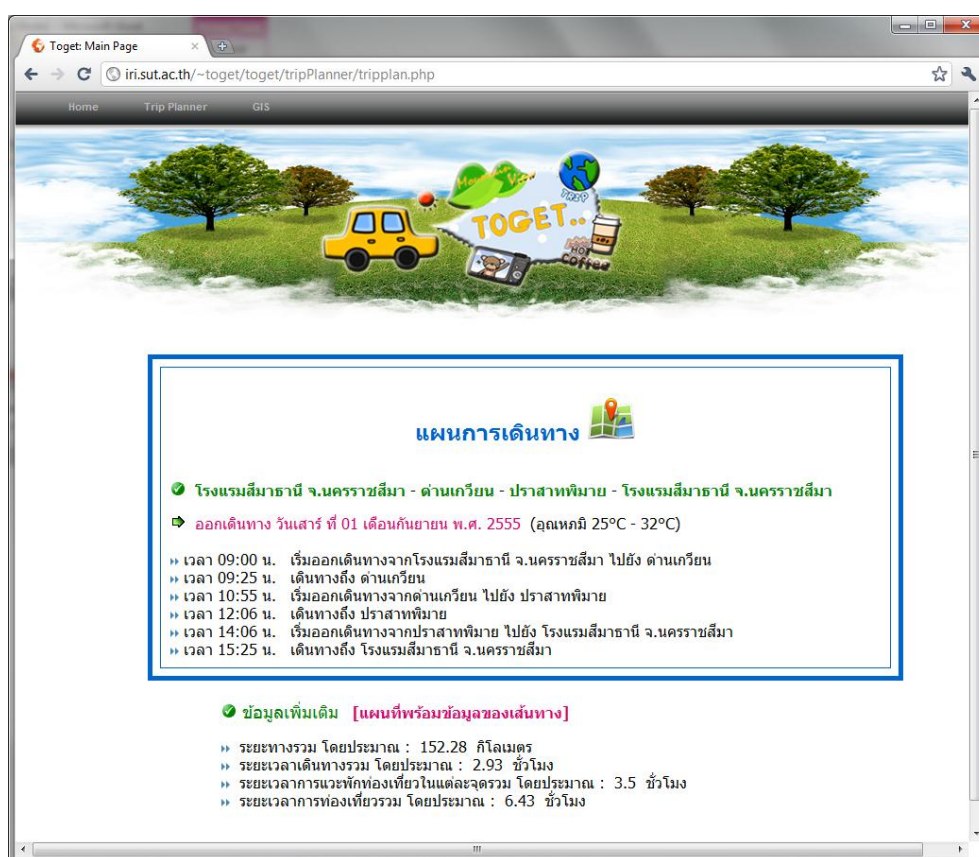 Toget: Main Page
iri.sut.ac.th/~toget/toget/tripPlanner/tripplan.php
Home Trip Planner GIS
TRIP
TOGET..
HOT
Coffee
แผนการเดินทาง
โรงแรมสีมาธานี จ.นครราชสีมา - ด่านเกวียน - ปราสาทพิมาย - โรงแรมสีมาธานี จ.นครราชสีมา
ออกเดินทาง วันเสาร์ ที่ 01 เดือนกันยายน พ.ศ. 2555 (อุณหภมิ 25°C - 32°C)
เวลา 09:00 น. เริ่มออกเดินทางจากโรงแรมสีมาธานี จ.นครราชสีมา ไปยัง ด่านเกวียน
เวลา 09:25 น. เดินทางถึง ด่านเกวียน
เวลา 10:55 น. เริ่มออกเดินทางจากด่านเกวียน ไปยัง ปราสาทพิมาย
เวลา 12:06 น. เดินทางถึง ปราสาทพิมาย
เวลา 14:06 น. เริ่มออกเดินทางจากปราสาทพิมาย ไปยัง โรงแรมสีมาธานี จ.นครราชสีมา
เวลา 15:25 น. เดินทางถึง โรงแรมสีมาธานี จ.นครราชสีมา
ข้อมูลเพิ่มเติม [แผนที่พร้อมข้อมูลของเส้นทาง]
ระยะทางรวม โดยประมาณ : 152.28 กิโลเมตร
ระยะเวลาเดินทางรวม โดยประมาณ : 2.93 ชั่วโมง
ระยะเวลาการแวะพักท่องเที่ยวในแต่ละจุดรวม โดยประมาณ : 3.5 ชั่วโมง
ระยะเวลาการท่องเที่ยวรวม โดยประมาณ : 6.43 ชั่วโมง